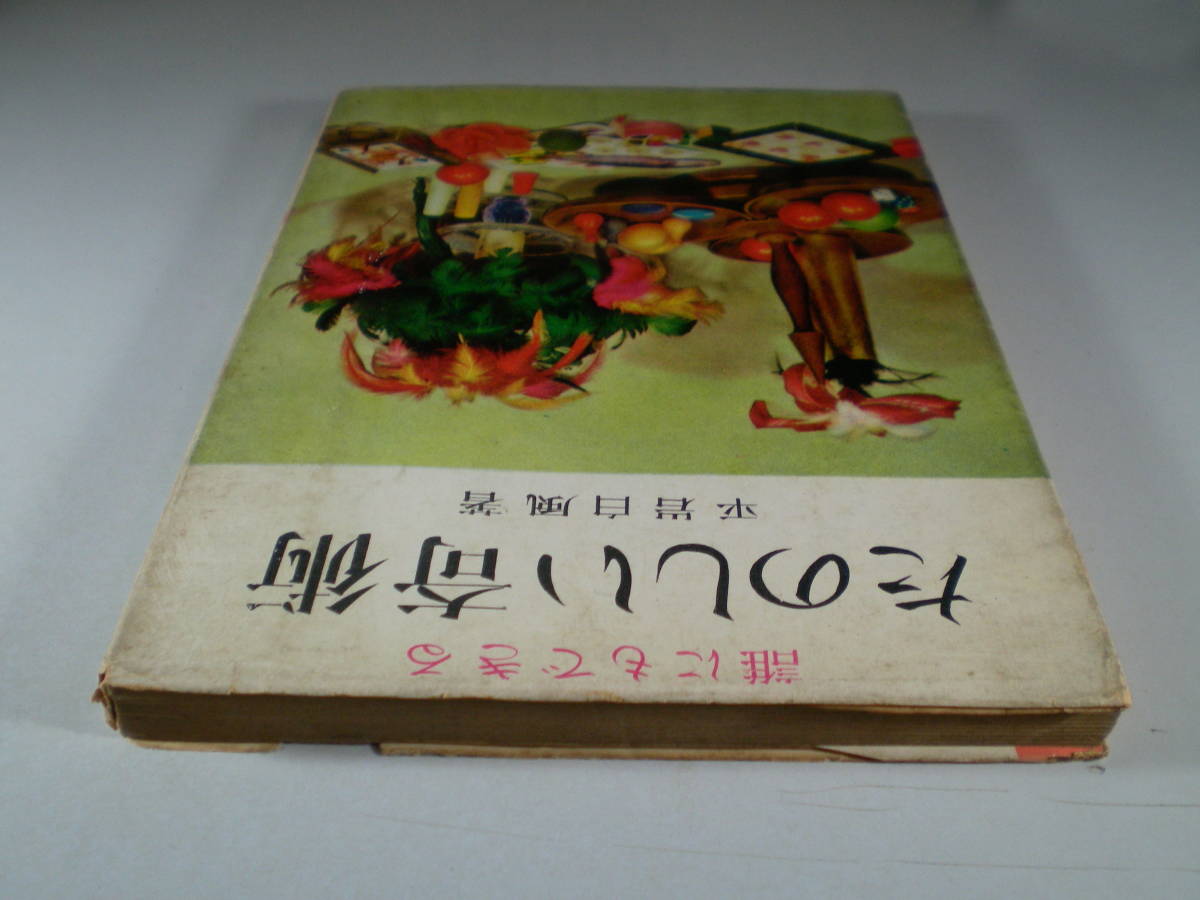 誰にもできる
たのしい奇術
平岩白風著